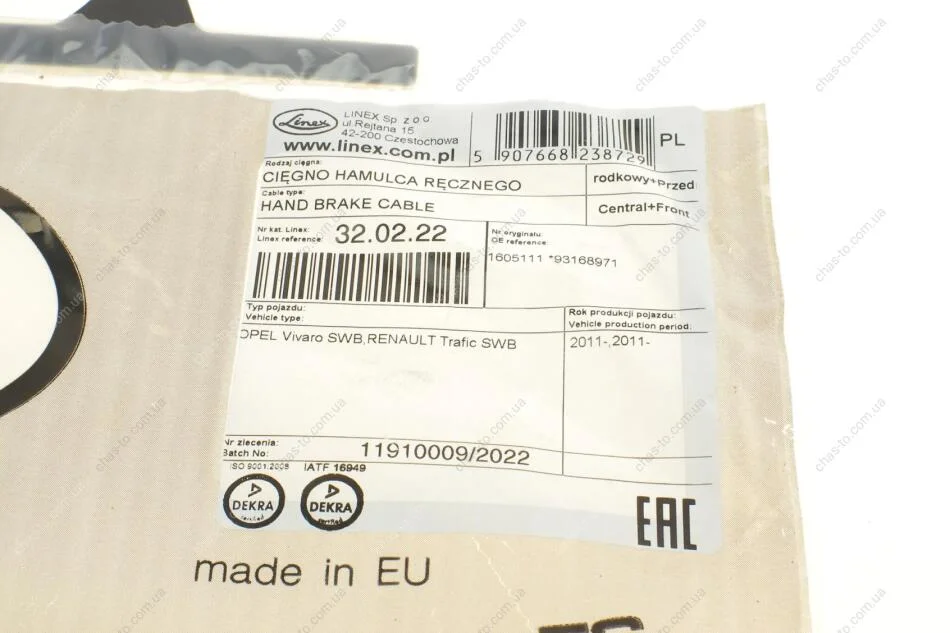 Linex
LINEX Sp. z o.o.
ul.Rejtana 15
42-200 Częstochowa
www.linex.com.pl
5 907668 238729
PL
Rodzaj cięgna:
CIĘGNO HAMULCA RĘCZNEGO
rodkowy+Przed
Cable type:
HAND BRAKE CABLE
Central+Front
Nr kat. Linex:
Linex reference:
32.02.22
Nr oryginału:
OE reference:
1605111 *93168971
Typ pojazdu:
Vehicle type:
Rok produkcji pojazdu:
Vehicle production period:
OPEL Vivaro SWB,RENAULT Trafic SWB
2011-,2011-
Nr zlecenia:
Batch No:
11910009/2022
ISO 9001:2008
IATF 16949
DEKRA
certified
DEKRA
certified
EAC
made in EU
chas-to.com.ua